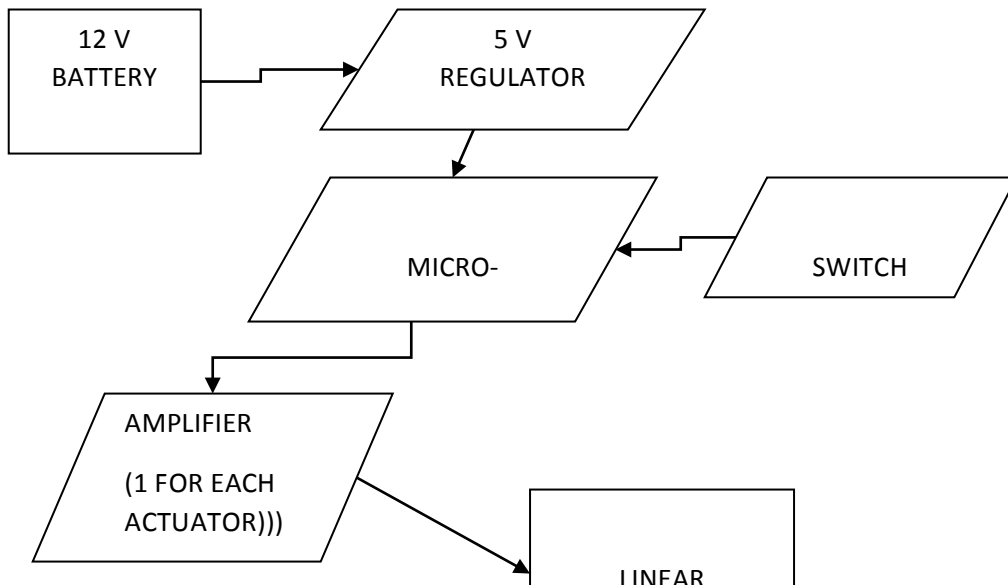 12 V
BATTERY
5 V
REGULATOR
MICRO-
SWITCH
AMPLIFIER
(1 FOR EACH
ACTUATOR)))
LINEAR